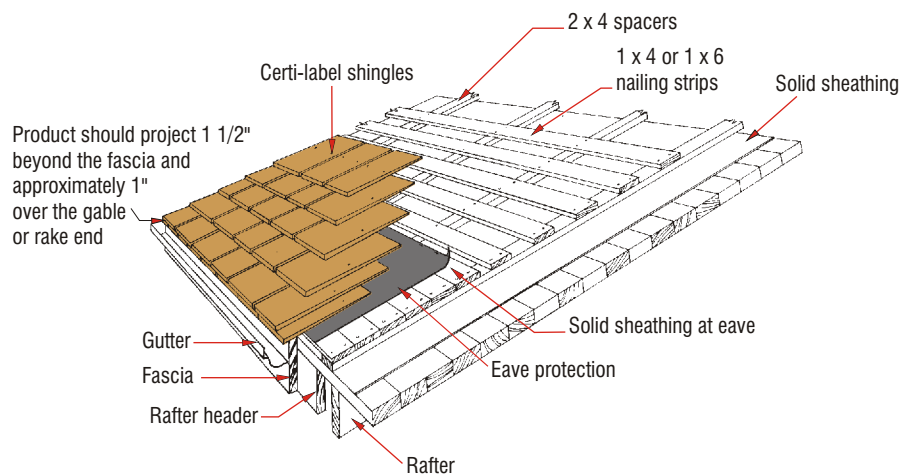 2 x 4 spacers
1 x 4 or 1 x 6
nailing strips
Certi-label shingles
Solid sheathing
Product should project 1 1/2"
beyond the fascia and
approximately 1"
over the gable
or rake end
Solid sheathing at eave
Gutter
Eave protection
Fascia
Rafter header
Rafter